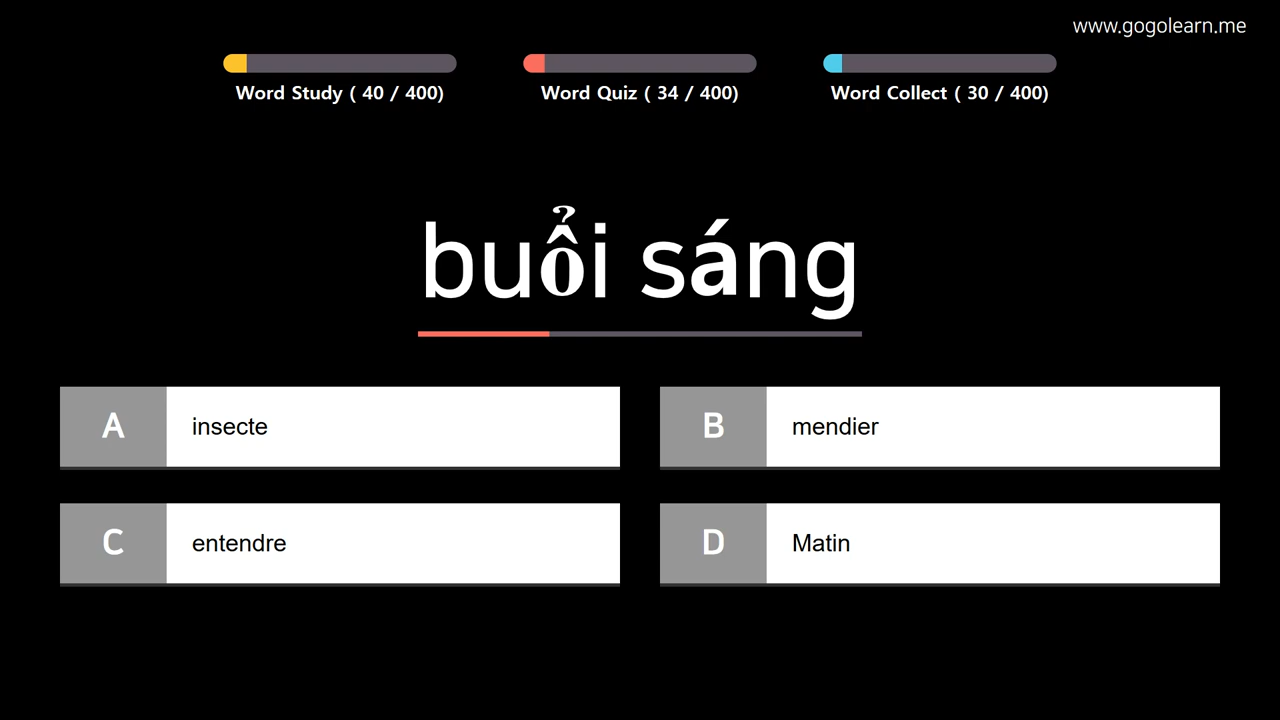 www.gogolearn.me
Word Study ( 40 / 400)
Word Quiz ( 34 / 400)
Word Collect ( 30 / 400)
buổi sáng
A insecte
B mendier
C entendre
D Matin